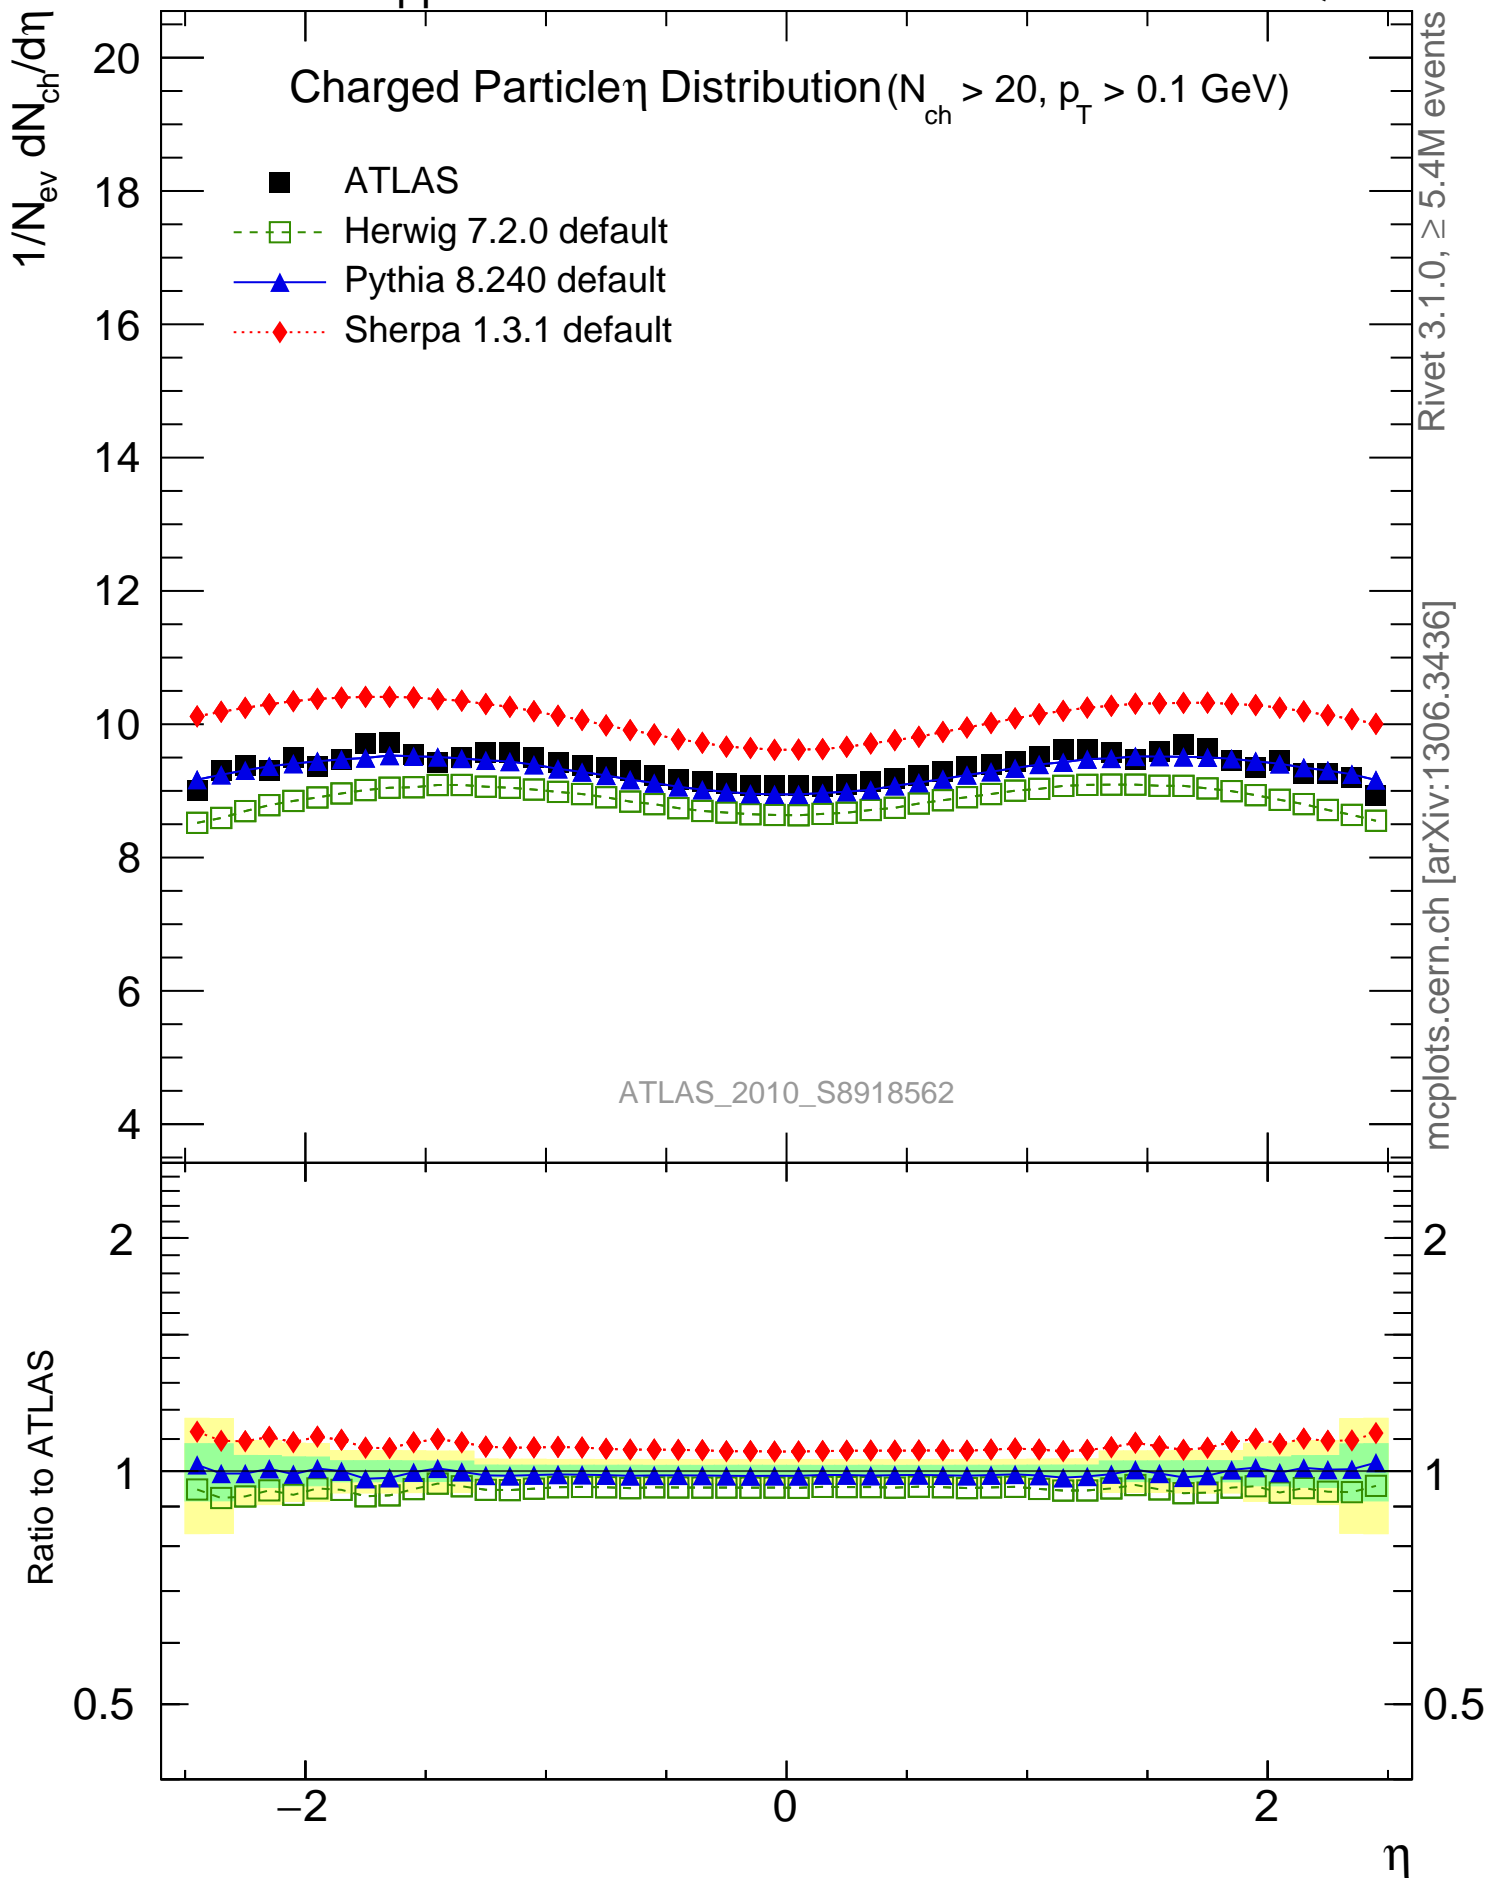 1/N_ev dN_ch/dη
Charged Particle η Distribution (N_ch > 20, p_T > 0.1 GeV)
ATLAS
Herwig 7.2.0 default
Pythia 8.240 default
Sherpa 1.3.1 default
20
18
16
14
12
10
8
6
4
ATLAS_2010_S8918562
Rivet 3.1.0, ≥ 5.4M events
mcplots.cern.ch [arXiv:1306.3436]
Ratio to ATLAS
2
1
0.5
2
1
0.5
−2
0
2
η